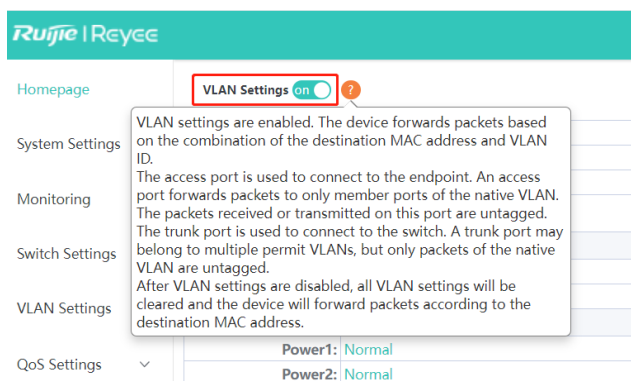 Ruijie | Reyee
Homepage
VLAN Settings on ?
VLAN settings are enabled. The device forwards packets based
on the combination of the destination MAC address and VLAN
ID.
The access port is used to connect to the endpoint. An access
port forwards packets to only member ports of the native VLAN.
The packets received or transmitted on this port are untagged.
The trunk port is used to connect to the switch. A trunk port may
belong to multiple permit VLANs, but only packets of the native
VLAN are untagged.
After VLAN settings are disabled, all VLAN settings will be
cleared and the device will forward packets according to the
destination MAC address.
System Settings
Monitoring
Switch Settings
VLAN Settings
QoS Settings
Power1: Normal
Power2: Normal